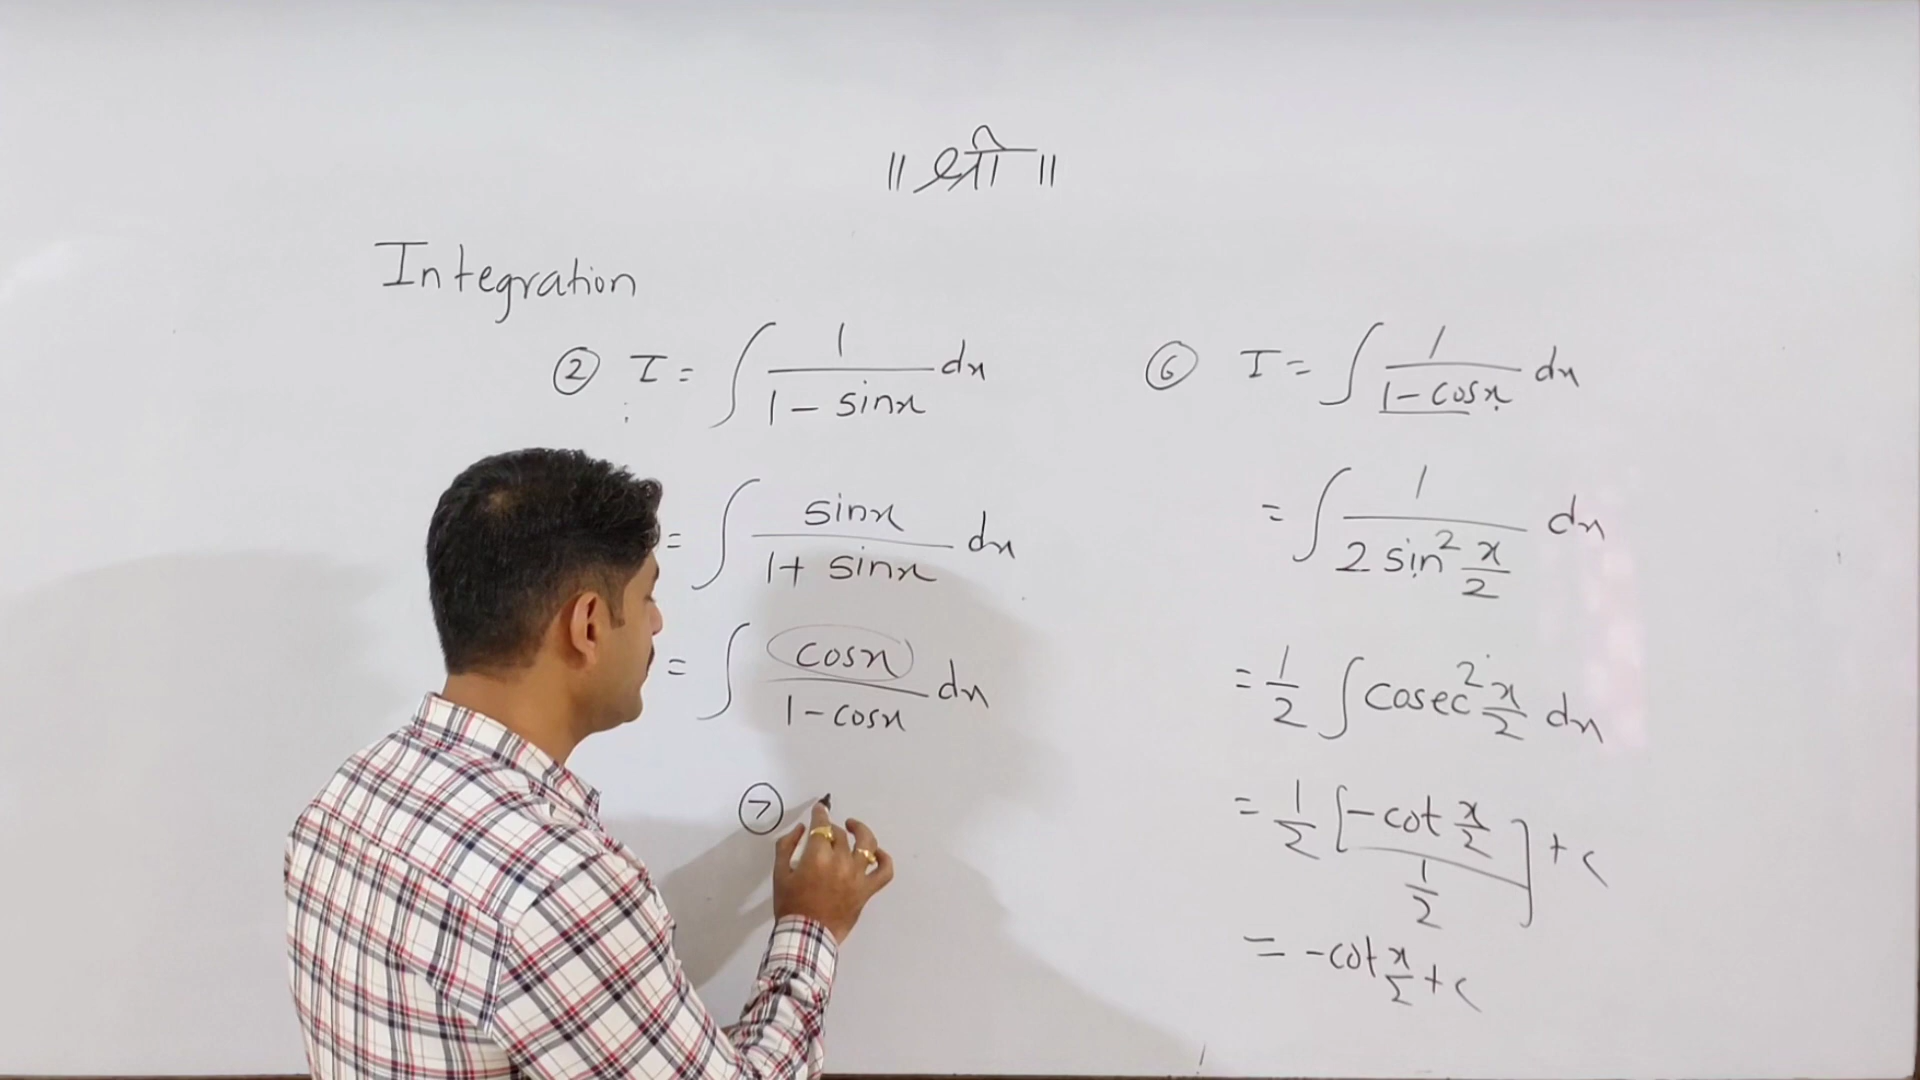 ॥ श्री ॥
Integration
② I = ∫ 1/(1 - sinx) dx
= ∫ sinx/(1 + sinx) dx
= ∫ cosx/(1 - cosx) dx
⑦
⑥ I = ∫ 1/(1 - cosx) dx
= ∫ 1/(2 sin² x/2) dx
= 1/2 ∫ cosec² x/2 dx
= 1/2 [(-cot x/2)/(1/2)] + c
= -cot x/2 + c